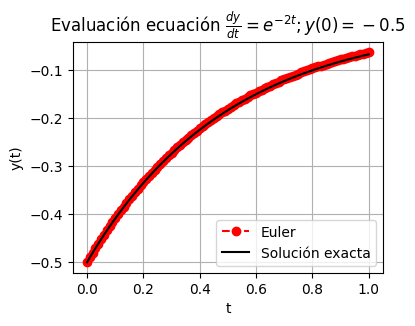 Evaluación ecuación $\frac{dy}{dt} = e^{-2t}; y(0) = -0.5$
y(t)
−0.1
−0.2
−0.3
−0.4
−0.5
Euler
Solución exacta
0.0 0.2 0.4 0.6 0.8 1.0
t